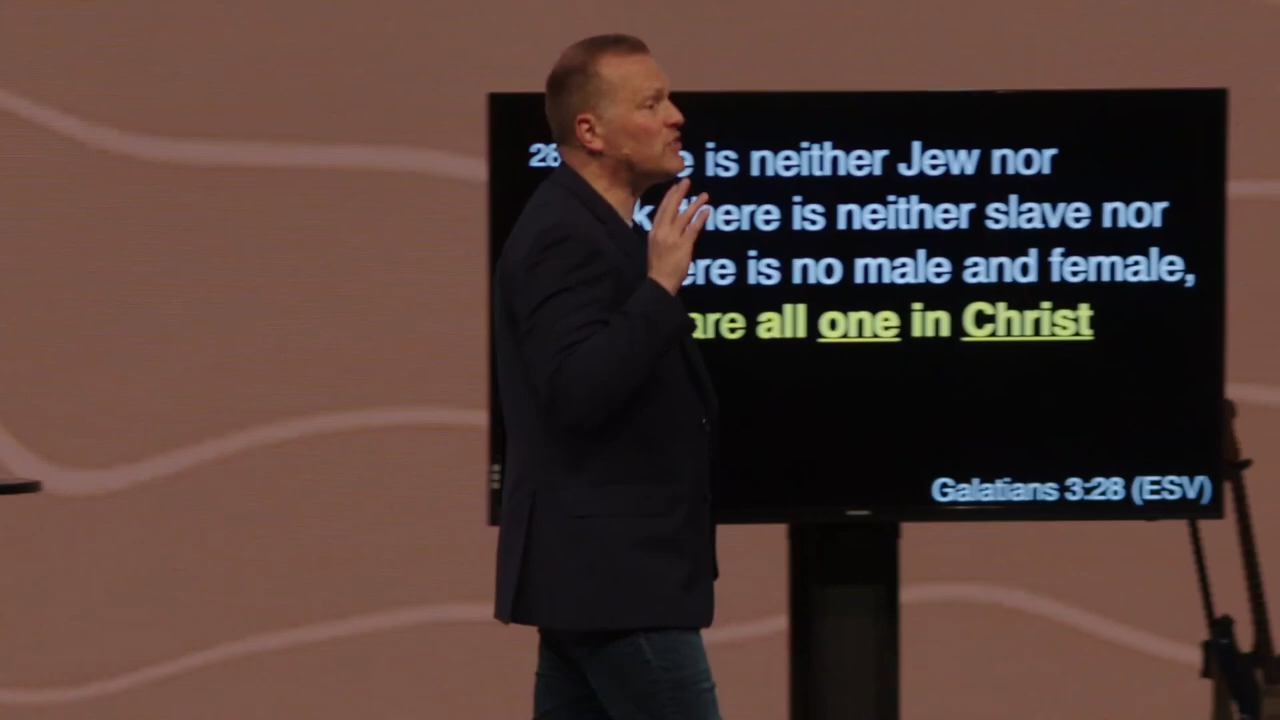 28 is neither Jew nor
there is neither slave nor
is no male and female,
are all one in Christ
Galatians 3:28 (ESV)